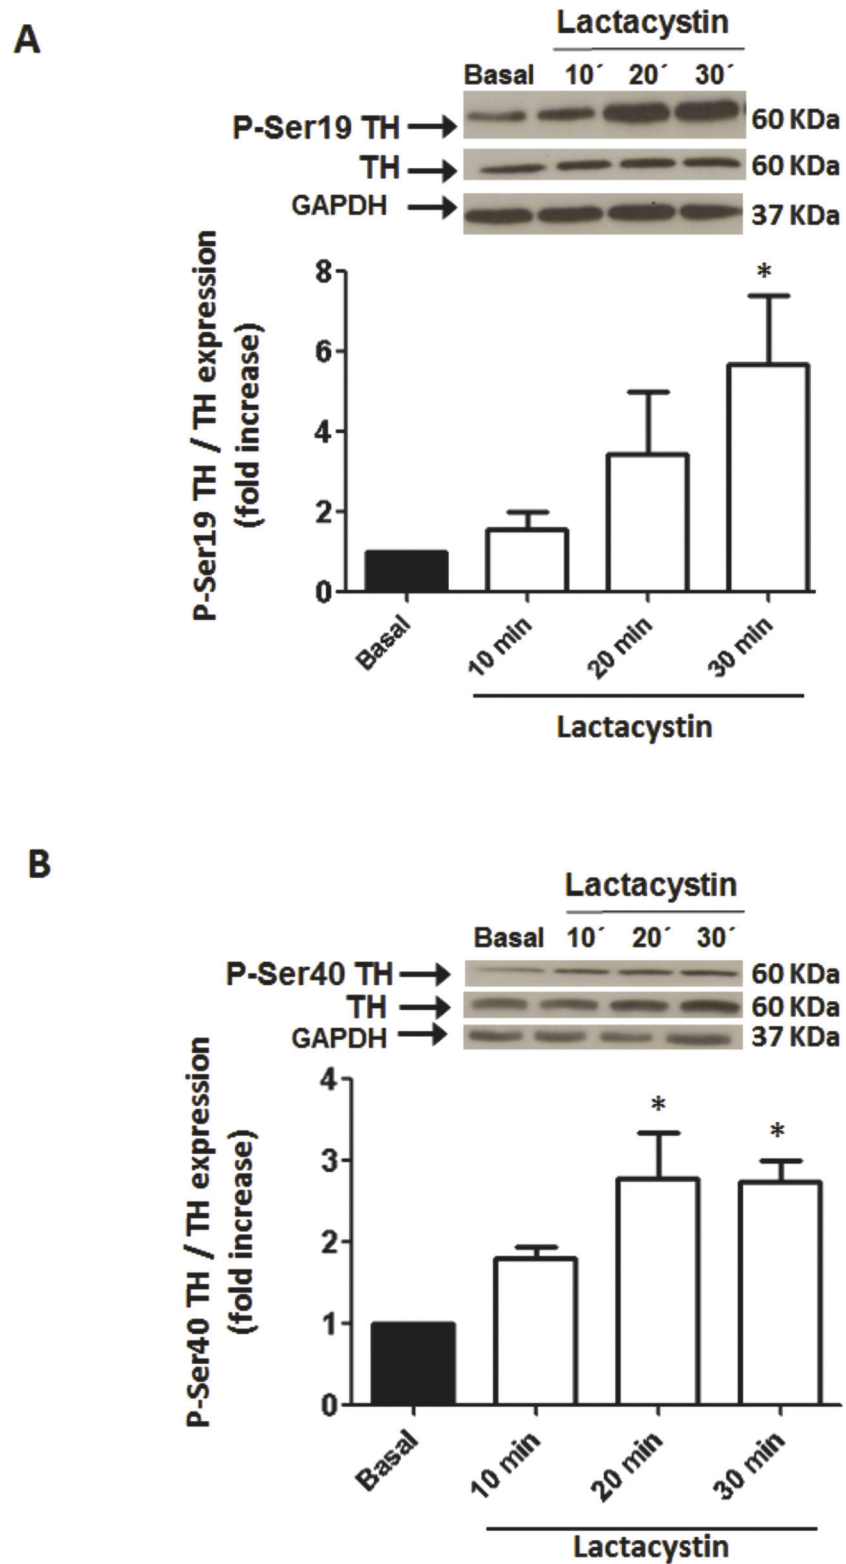 A
Lactacystin
Basal 10´ 20´ 30´
P-Ser19 TH 60 KDa
TH 60 KDa
GAPDH 37 KDa
P-Ser19 TH / TH expression
(fold increase)
8
*
6
4
2
0
Basal 10 min 20 min 30 min
Lactacystin
B
Lactacystin
Basal 10´ 20´ 30´
P-Ser40 TH 60 KDa
TH 60 KDa
GAPDH 37 KDa
P-Ser40 TH / TH expression
(fold increase)
4
* *
3
2
1
0
Basal 10 min 20 min 30 min
Lactacystin